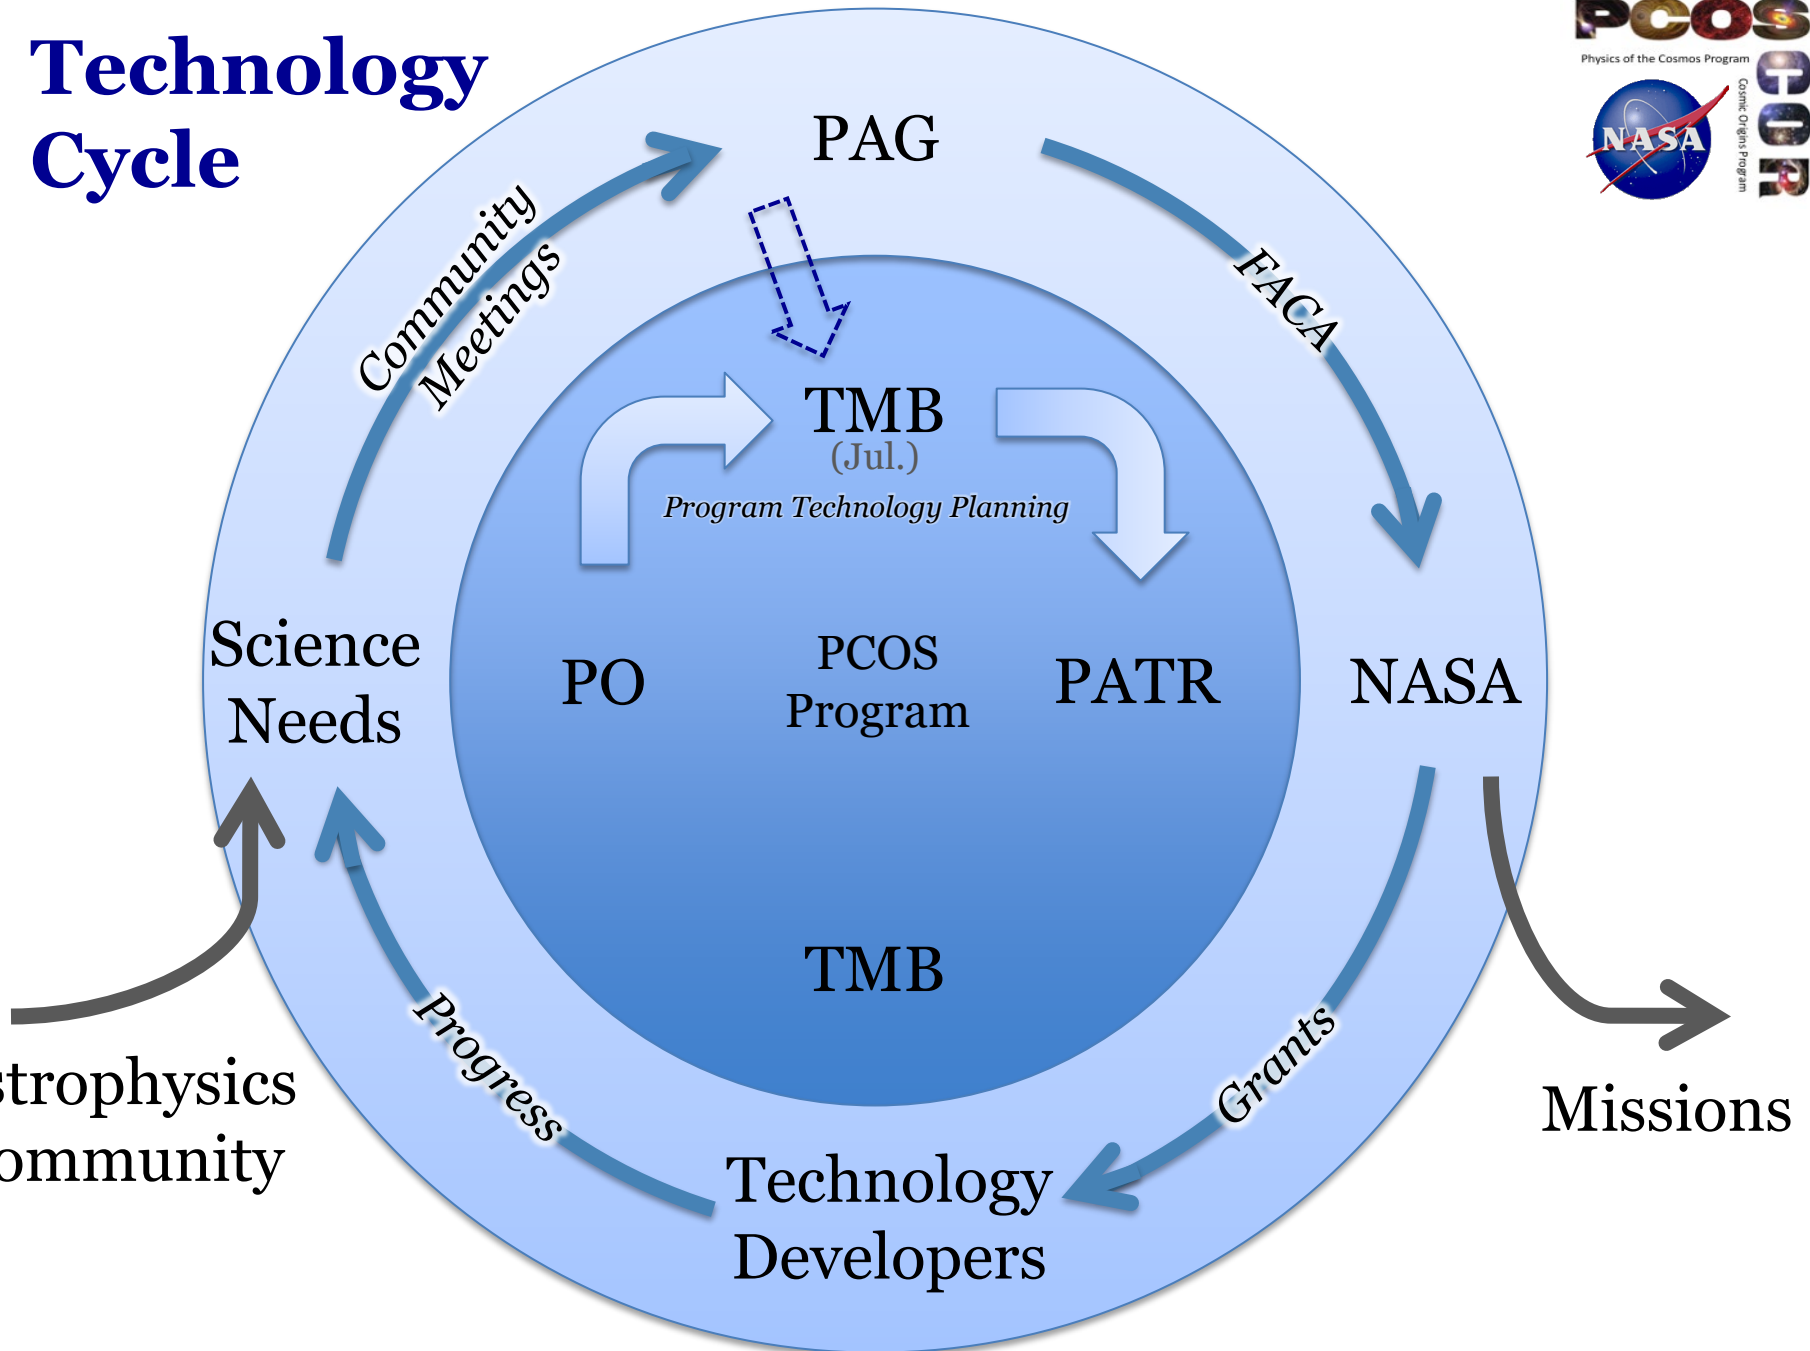 Technology
Cycle
PCOS
Physics of the Cosmos Program
COR
Cosmic Origins Program
NASA
PAG
Community
Meetings
FACA
TMB
(Jul.)
Program Technology Planning
Science
Needs
PO
PCOS
Program
PATR
NASA
TMB
Progress
Grants
strophysics
ommunity
Technology
Developers
Missions